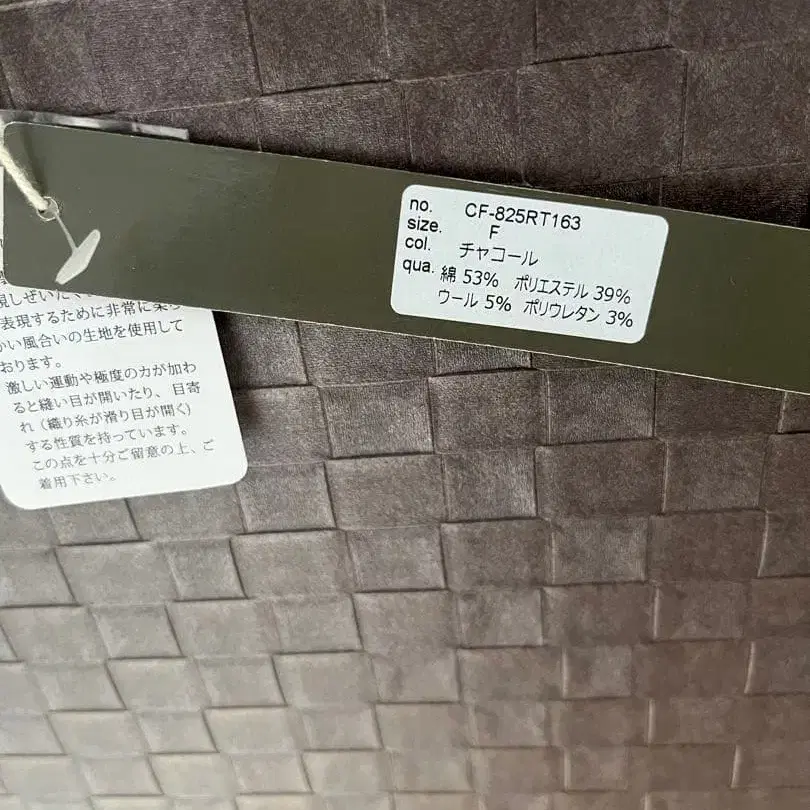 no. CF-825RT163
size. F
col. チャコール
qua. 綿 53% ポリエステル 39%
ウール 5% ポリウレタン 3%
表現するために非常に柔ら
かい風合いの生地を使用して
おります。
激しい運動や極度の力が加わ
ると縫い目が開いたり、目寄
れ(織り糸が滑り目が開く)
する性質を持っています。
この点を十分ご留意の上、ご
着用下さい。